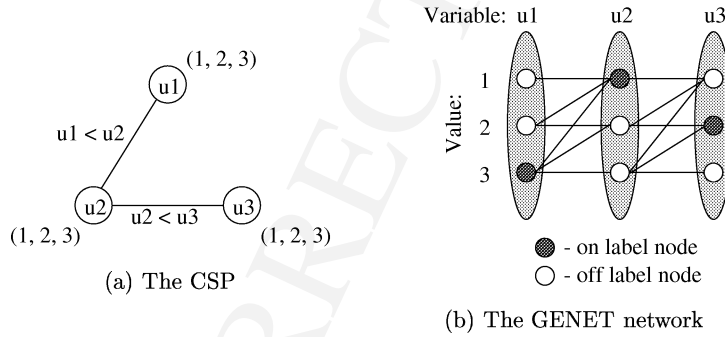 (1, 2, 3)
u1
u1 < u2
u2
u2 < u3
u3
(1, 2, 3)
(1, 2, 3)
(a) The CSP
Variable: u1 u2 u3
Value:
1
2
3
- on label node
- off label node
(b) The GENET network
RRECT